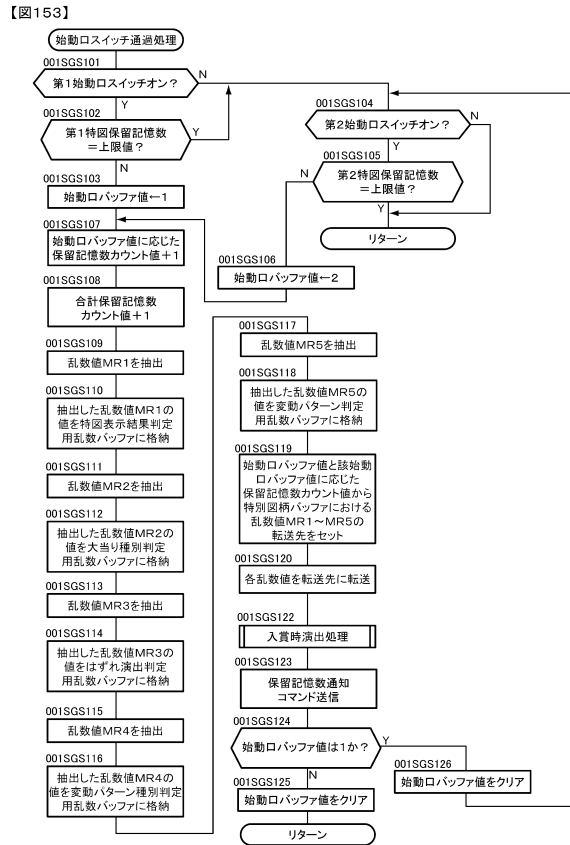 【図153】
始動口スイッチ通過処理
001SGS101
第1始動口スイッチオン？
N
Y
001SGS102
第1特図保留記憶数
＝上限値？
Y
N
001SGS103
始動口バッファ値←1
001SGS107
始動口バッファ値に応じた
保留記憶数カウント値＋1
001SGS108
合計保留記憶数
カウント値＋1
001SGS109
乱数値MR1を抽出
001SGS110
抽出した乱数値MR1の
値を特図表示結果判定
用乱数バッファに格納
001SGS111
乱数値MR2を抽出
001SGS112
抽出した乱数値MR2の
値を大当り種別判定
用乱数バッファに格納
001SGS113
乱数値MR3を抽出
001SGS114
抽出した乱数値MR3の
値をはずれ演出判定
用乱数バッファに格納
001SGS115
乱数値MR4を抽出
001SGS116
抽出した乱数値MR4の
値を変動パターン種別判定
用乱数バッファに格納
001SGS104
第2始動口スイッチオン？
N
Y
001SGS105
第2特図保留記憶数
＝上限値？
N
Y
リターン
001SGS106
始動口バッファ値←2
001SGS117
乱数値MR5を抽出
001SGS118
抽出した乱数値MR5の
値を変動パターン判定
用乱数バッファに格納
001SGS119
始動口バッファ値と該始動
口バッファ値に応じた
保留記憶数カウント値から
特別図柄バッファにおける
乱数値MR1～MR5の
転送先をセット
001SGS120
各乱数値を転送先に転送
001SGS122
入賞時演出処理
001SGS123
保留記憶数通知
コマンド送信
001SGS124
始動口バッファ値は1か？
Y
N
001SGS125
始動口バッファ値をクリア
リターン
001SGS126
始動口バッファ値をクリア